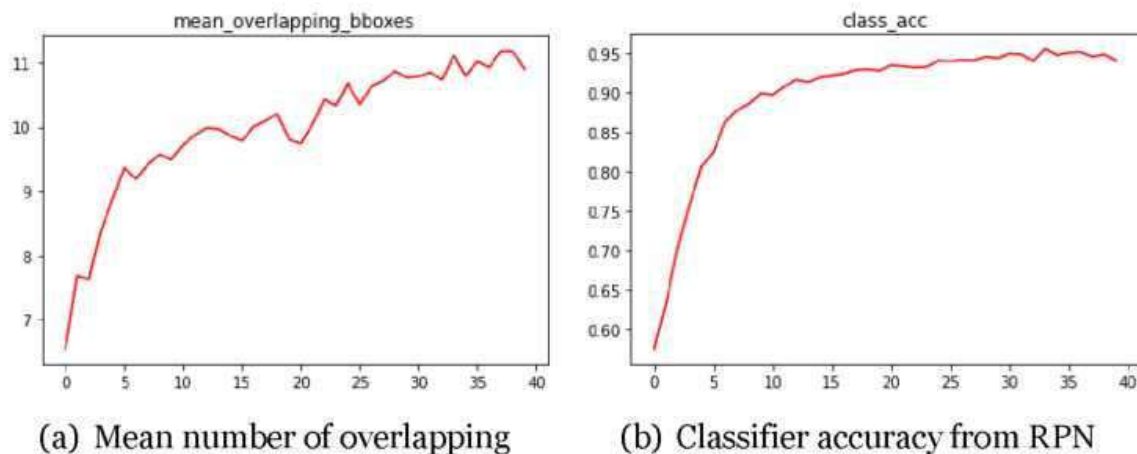 mean_overlapping_bboxes
class_acc
11
10
9
8
7
0 5 10 15 20 25 30 35 40
0.95
0.90
0.85
0.80
0.75
0.70
0.65
0.60
0 5 10 15 20 25 30 35 40
(a) Mean number of overlapping
(b) Classifier accuracy from RPN